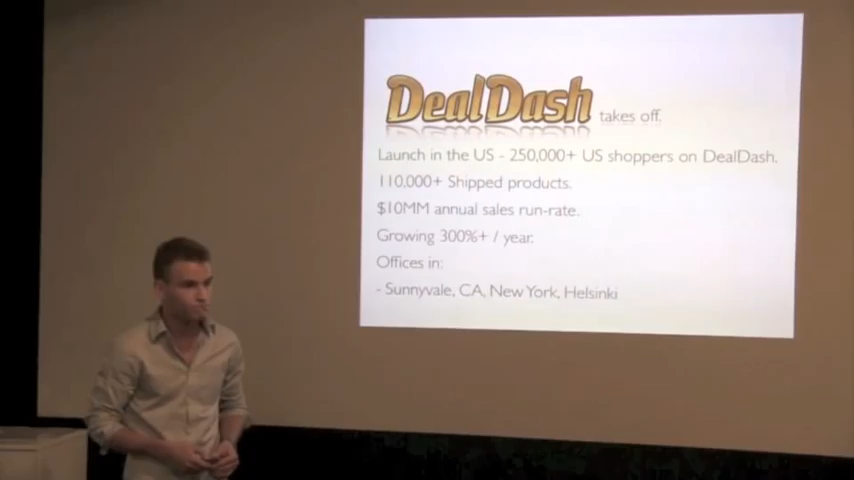 DealDash takes off.
Launch in the US - 250,000+ US shoppers on DealDash.
110,000+ Shipped products.
$10MM annual sales run-rate.
Growing 300%+ / year.
Offices in:
- Sunnyvale, CA, New York, Helsinki